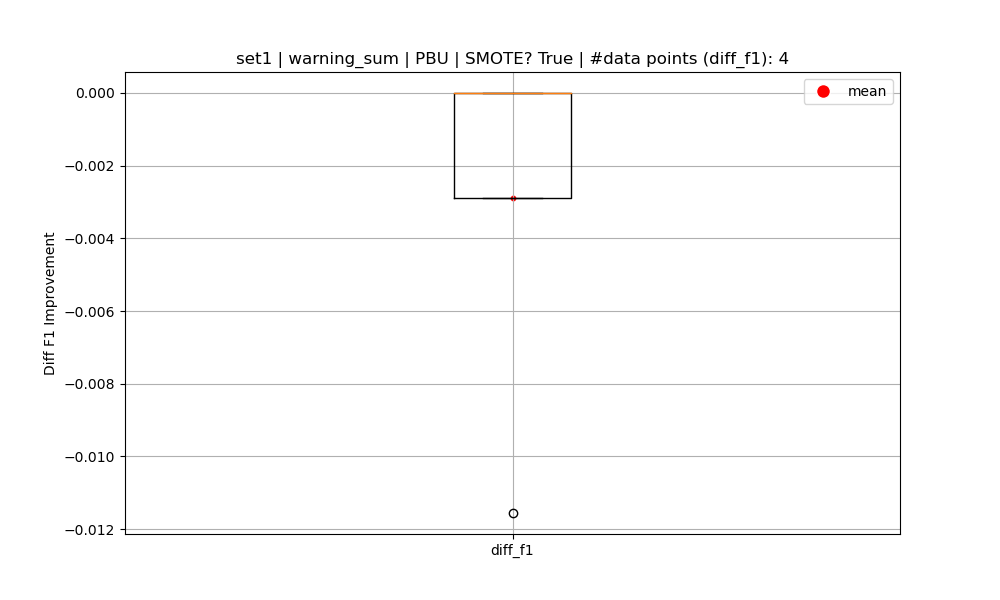 set1 | warning_sum | PBU | SMOTE? True | #data points (diff_f1): 4
mean
0.000
−0.002
−0.004
−0.006
−0.008
−0.010
−0.012
Diff F1 Improvement
diff_f1